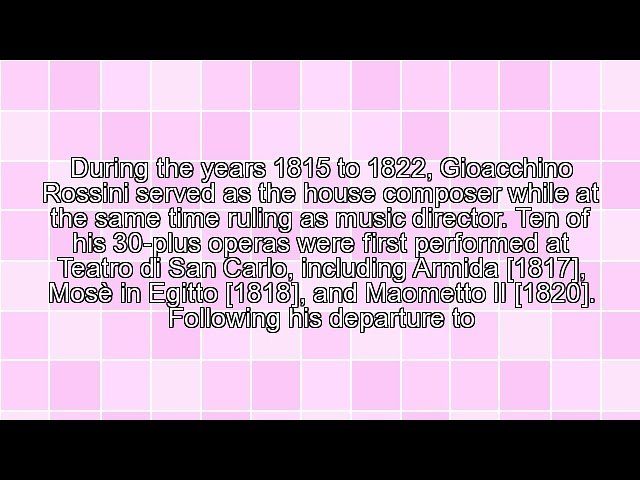 During the years 1815 to 1822, Gioacchino
Rossini served as the house composer while at
the same time ruling as music director. Ten of
his 30-plus operas were first performed at
Teatro di San Carlo, including Armida [1817],
Mosè in Egitto [1818], and Maometto II [1820].
Following his departure to